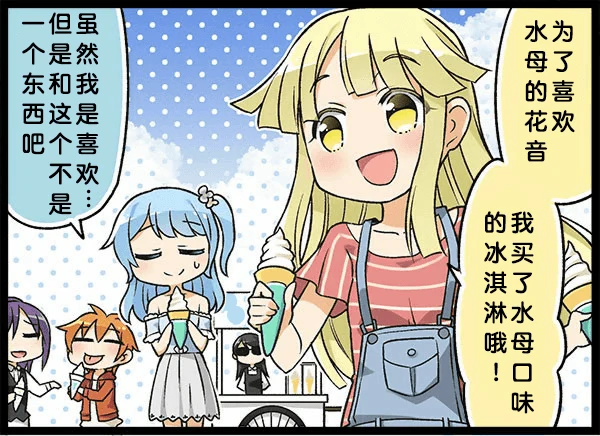 为了喜欢
水母的花音
我买了水母口味
的冰淇淋哦！
虽然我是喜欢…
但是和这个不是
一个东西吧